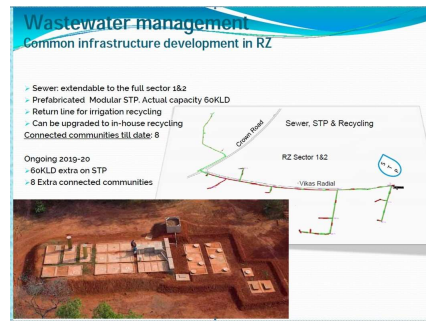 Wastewater management
Common infrastructure development in RZ
➢ Sewer: extendable to the full sector 1&2
➢ Prefabricated Modular STP. Actual capacity 60KLD
➢ Return line for irrigation recycling
➢ Can be upgraded to in-house recycling
Connected communities till date: 8
Ongoing 2019-20
➢60KLD extra on STP
➢8 Extra connected communities
Sewer, STP & Recycling
Crown Road
RZ Sector 1&2
STP
Vikas Radial